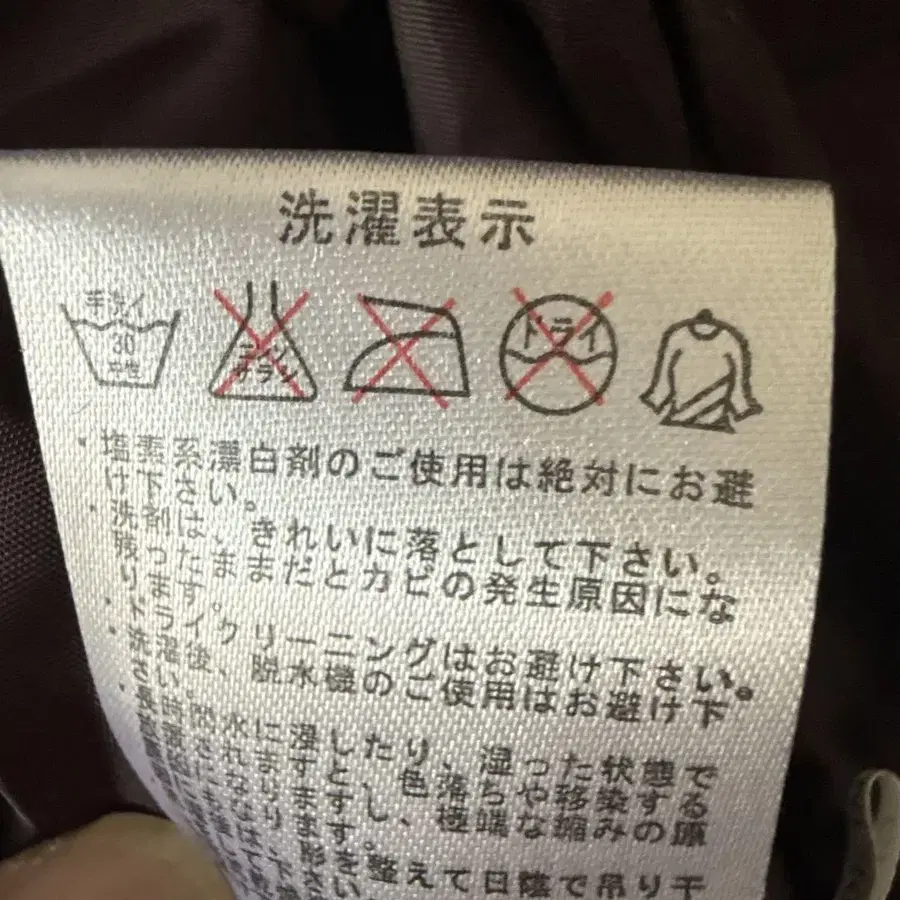 洗濯表示
手洗イ
30
中性
エンソ
サラシ
ドライ
・塩素系漂白剤のご使用は絶対にお避
け下さい。
・洗剤はきれいに落として下さい。
残ったままだとカビの発生原因にな
ります。
・ドライクリーニングはお避け下さい。
・洗濯後、脱水機のご使用はお避け下
さい。
水に浸したり、湿った状態で
色落ちや移染する
し、極端な縮みの原
形を整えて日陰で吊り干